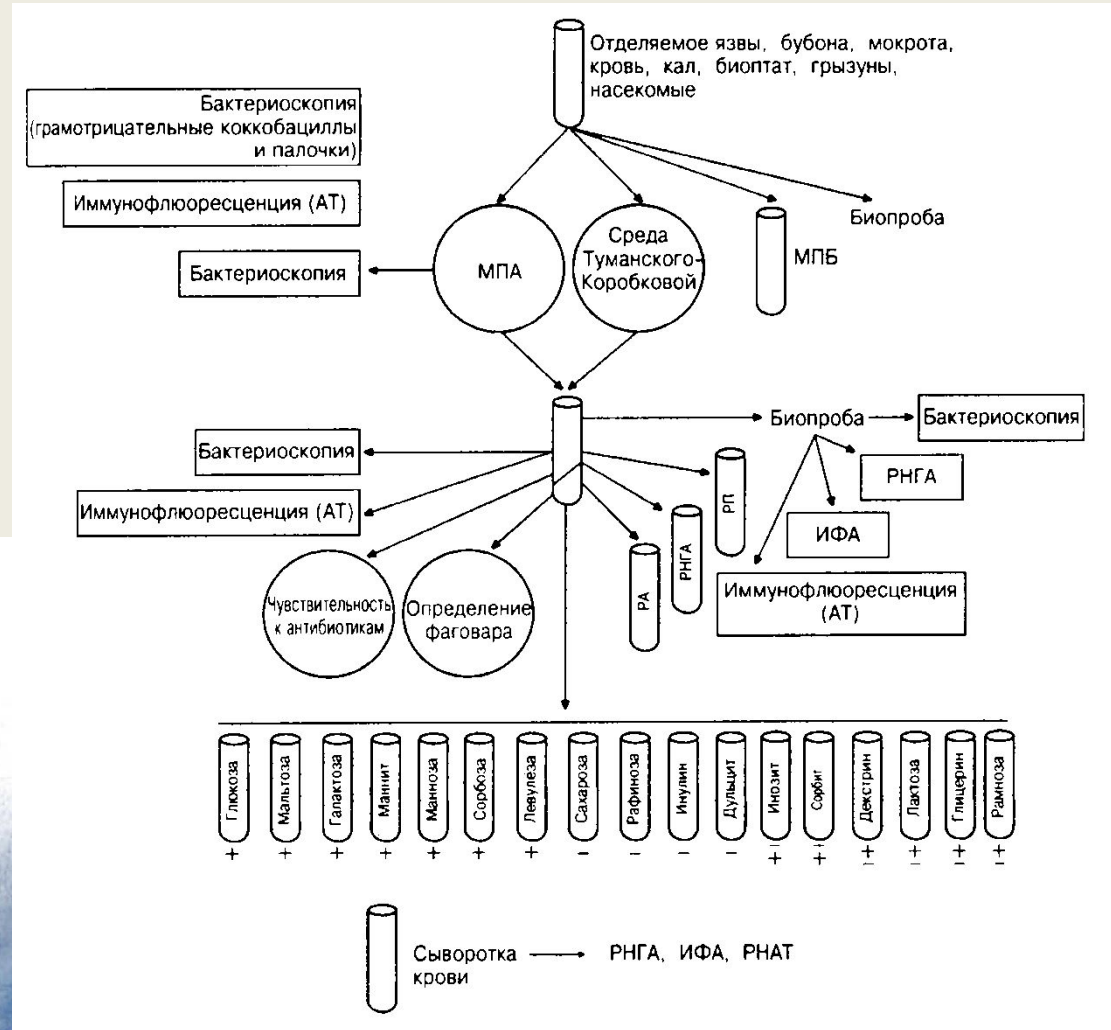 Отделяемое язвы, бубона, мокрота,
кровь, кал, биоптат, грызуны,
насекомые
Бактериоскопия
(грамотрицательные коккобациллы
и палочки)
Иммунофлюоресценция (АТ)
Бактериоскопия
МПА
Среда
Туманского-
Коробковой
МПБ
Биопроба
Бактериоскопия
Иммунофлюоресценция (АТ)
Чувствительность
к антибиотикам
Определение
фаговара
РА
РНГА
РП
Биопроба
Бактериоскопия
РНГА
ИФА
Иммунофлюоресценция
(АТ)
Глюкоза
Мальтоза
Галактоза
Маннит
Манноза
Сорбоза
Левулеза
Сахароза
Рафиноза
Инулин
Дульцит
Инозит
Сорбит
Декстрин
Лактоза
Глицерин
Рамноза
+ + + + + + + – – – – +– +– –+ –+ –+ –+
Сыворотка
крови
РНГА, ИФА, РНАТ